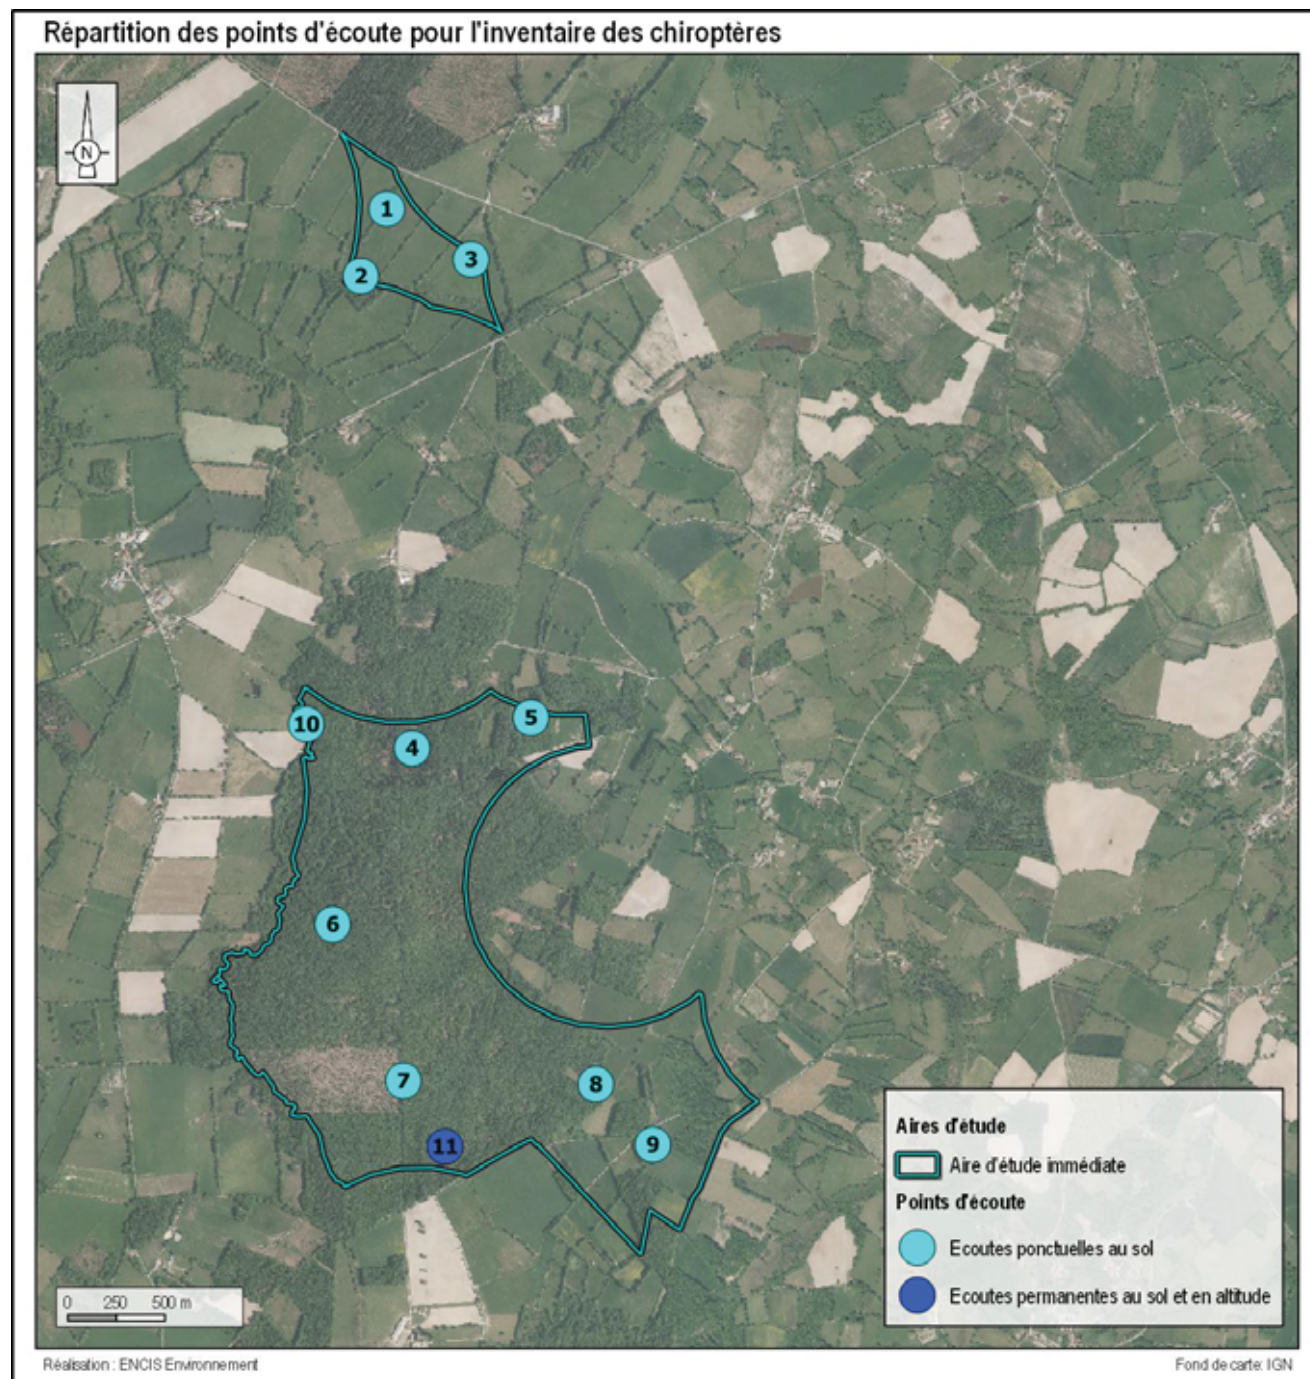 Répartition des points d'écoute pour l'inventaire des chiroptères
N
1
3
2
10
5
4
6
7
8
11
9
Aires d'étude
Aire d'étude immédiate
Points d'écoute
Ecoutes ponctuelles au sol
Ecoutes permanentes au sol et en altitude
0 250 500 m
Réalisation : ENCIS Environnement
Fond de carte: IGN